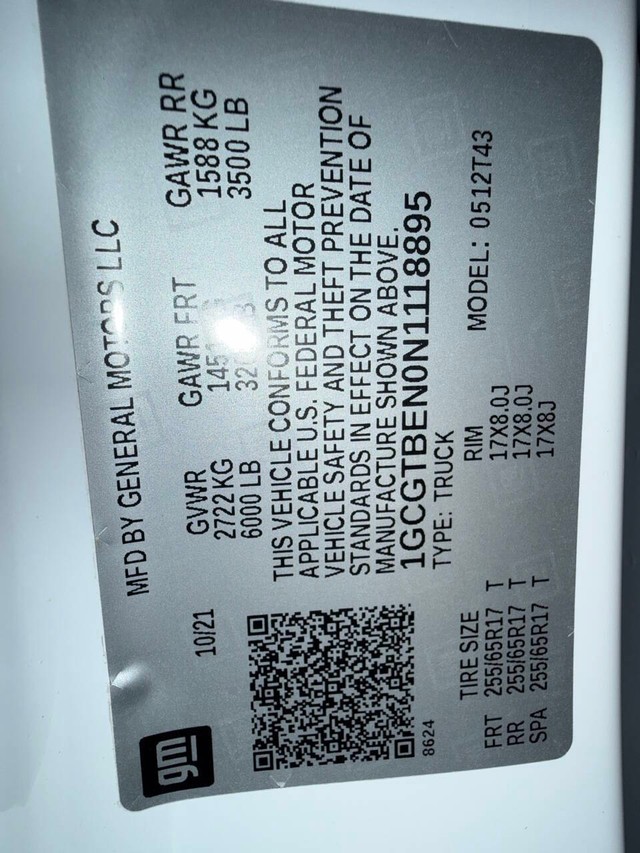 gm
MFD BY GENERAL MOTORS LLC
10/21
GVWR GAWR FRT GAWR RR
2722 KG 1588 KG
6000 LB 3500 LB
THIS VEHICLE CONFORMS TO ALL
APPLICABLE U.S. FEDERAL MOTOR
VEHICLE SAFETY AND THEFT PREVENTION
STANDARDS IN EFFECT ON THE DATE OF
MANUFACTURE SHOWN ABOVE.
1GCGTBEN0N1118895
8624
TYPE: TRUCK MODEL: 0512T43
TIRE SIZE RIM
FRT 255/65R17 T 17X8.0J
RR 255/65R17 T 17X8.0J
SPA 255/65R17 T 17X8J